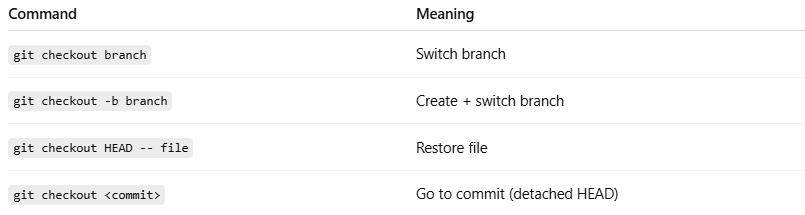 Command Meaning
git checkout branch Switch branch
git checkout -b branch Create + switch branch
git checkout HEAD -- file Restore file
git checkout <commit> Go to commit (detached HEAD)